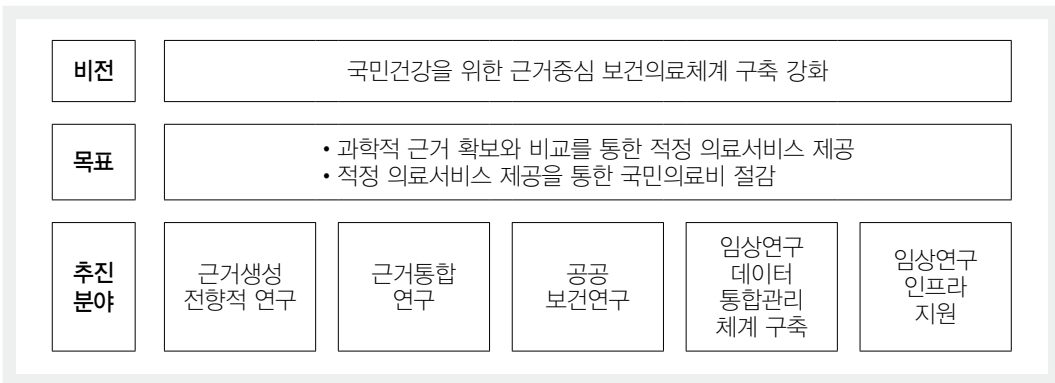 비전
국민건강을 위한 근거중심 보건의료체계 구축 강화
목표
• 과학적 근거 확보와 비교를 통한 적정 의료서비스 제공
• 적정 의료서비스 제공을 통한 국민의료비 절감
추진
분야
근거생성
전향적 연구
근거통합
연구
공공
보건연구
임상연구
데이터
통합관리
체계 구축
임상연구
인프라
지원